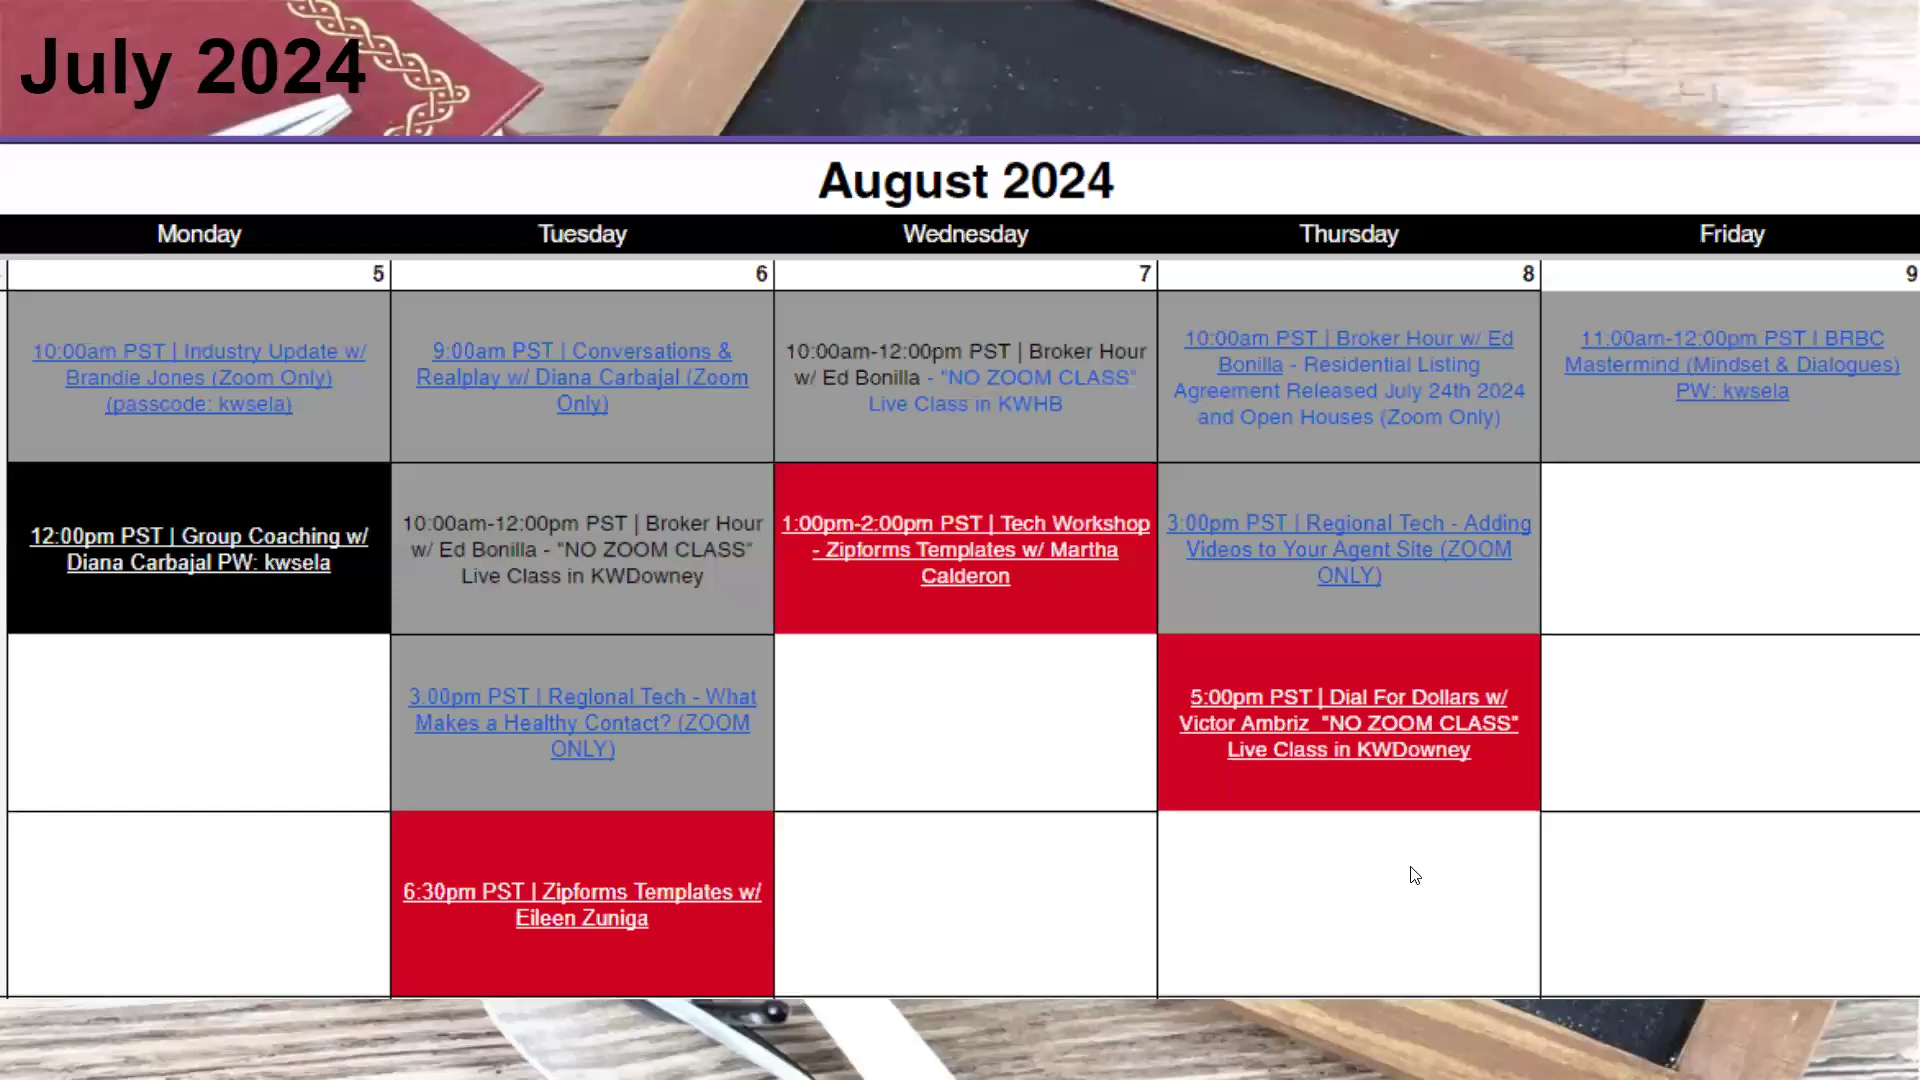 July 2024
August 2024
Monday
Tuesday
Wednesday
Thursday
Friday
5
6
7
8
9
10:00am PST | Industry Update w/
Brandie Jones (Zoom Only)
(passcode: kwsela)
9:00am PST | Conversations &
Realplay w/ Diana Carbajal (Zoom
Only)
10:00am-12:00pm PST | Broker Hour
w/ Ed Bonilla - "NO ZOOM CLASS"
Live Class in KWHB
10:00am PST | Broker Hour w/ Ed
Bonilla - Residential Listing
Agreement Released July 24th 2024
and Open Houses (Zoom Only)
11:00am-12:00pm PST I BRBC
Mastermind (Mindset & Dialogues)
PW: kwsela
12:00pm PST | Group Coaching w/
Diana Carbajal PW: kwsela
10:00am-12:00pm PST | Broker Hour
w/ Ed Bonilla - "NO ZOOM CLASS"
Live Class in KWDowney
1:00pm-2:00pm PST | Tech Workshop
- Zipforms Templates w/ Martha
Calderon
3:00pm PST | Regional Tech - Adding
Videos to Your Agent Site (ZOOM
ONLY)
3.00pm PST | Regional Tech - What
Makes a Healthy Contact? (ZOOM
ONLY)
5:00pm PST | Dial For Dollars w/
Victor Ambriz "NO ZOOM CLASS"
Live Class in KWDowney
6:30pm PST | Zipforms Templates w/
Eileen Zuniga